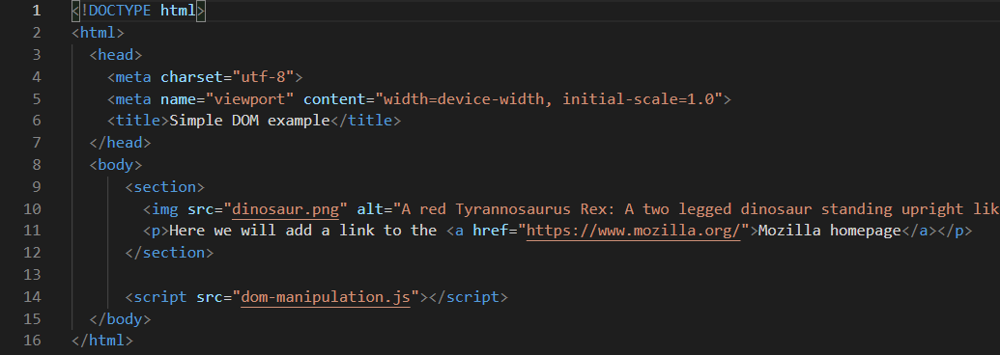 1 <!DOCTYPE html>
2 <html>
3 <head>
4 <meta charset="utf-8">
5 <meta name="viewport" content="width=device-width, initial-scale=1.0">
6 <title>Simple DOM example</title>
7 </head>
8 <body>
9 <section>
10 <img src="dinosaur.png" alt="A red Tyrannosaurus Rex: A two legged dinosaur standing upright lik
11 <p>Here we will add a link to the <a href="https://www.mozilla.org/">Mozilla homepage</a></p>
12 </section>
13
14 <script src="dom-manipulation.js"></script>
15 </body>
16 </html>